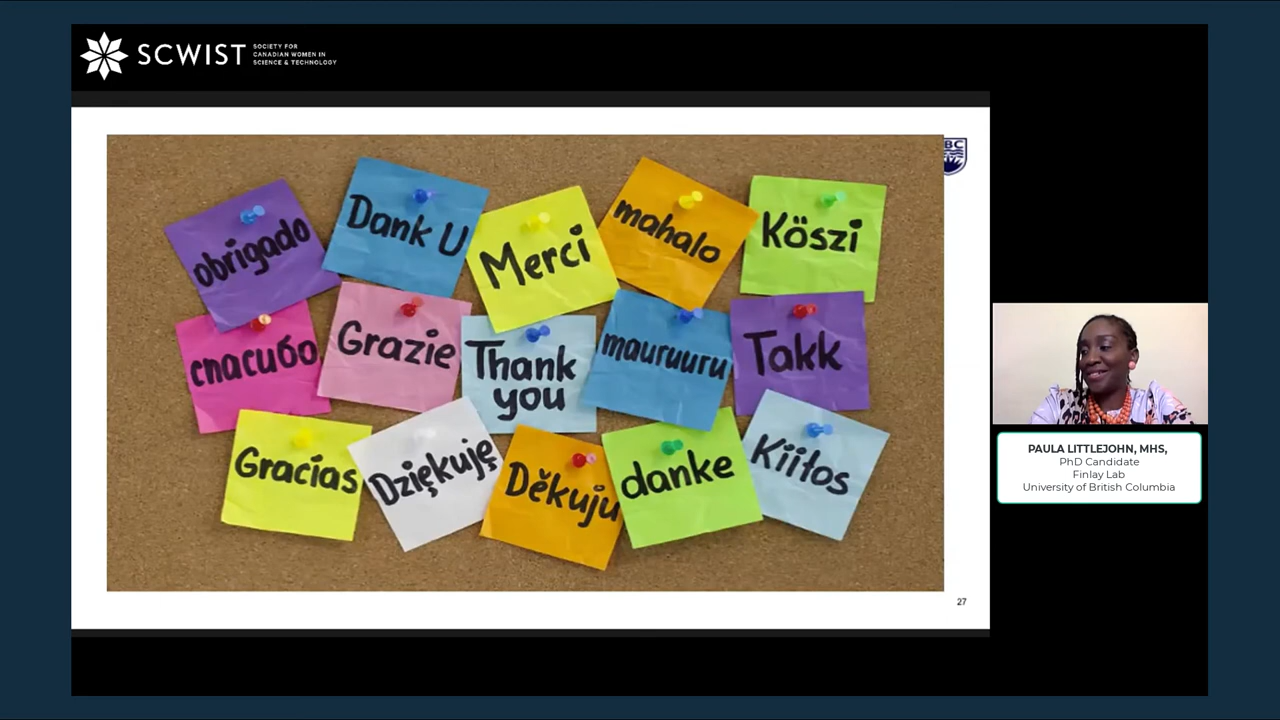 SCWIST
SOCIETY FOR
CANADIAN WOMEN IN
SCIENCE & TECHNOLOGY
BC
obrigado
Dank U
Merci
mahalo
Köszi
спасибо
Grazie
Thank
you
mauruuru
Takk
Gracias
Dziękuję
Děkuju
danke
Kiitos
27
PAULA LITTLEJOHN, MHS,
PhD Candidate
Finlay Lab
University of British Columbia